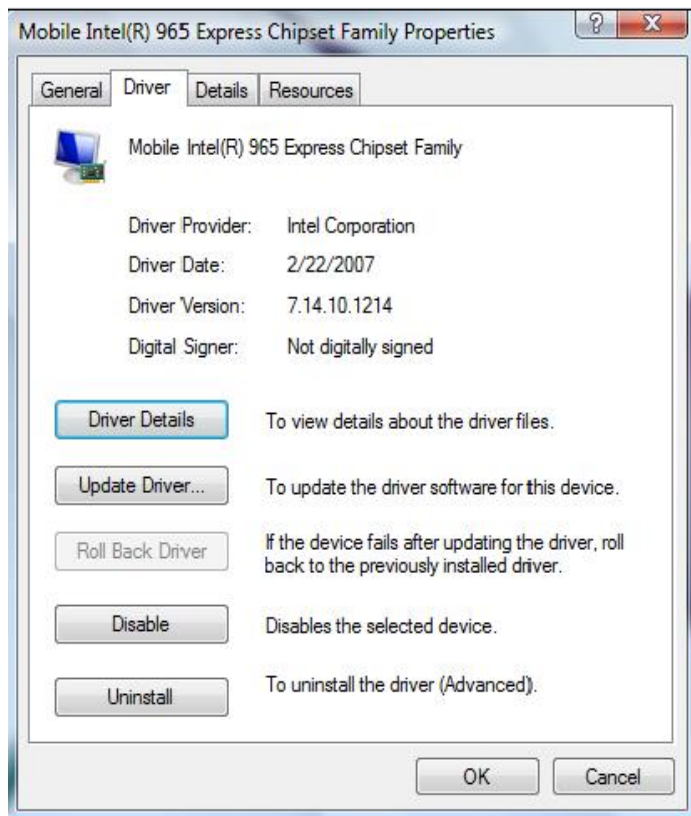 Mobile Intel(R) 965 Express Chipset Family Properties
General Driver Details Resources
Mobile Intel(R) 965 Express Chipset Family
Driver Provider: Intel Corporation
Driver Date: 2/22/2007
Driver Version: 7.14.10.1214
Digital Signer: Not digitally signed
Driver Details To view details about the driver files.
Update Driver... To update the driver software for this device.
Roll Back Driver If the device fails after updating the driver, roll
back to the previously installed driver.
Disable Disables the selected device.
Uninstall To uninstall the driver (Advanced).
OK Cancel